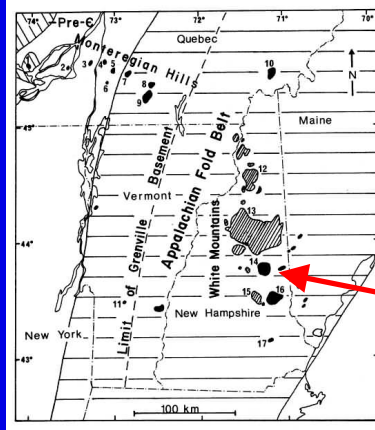 74° 73° 72° 71° 70°
Pre-Є
Quebec
Monteregian Hills
2 3 4 5 6 7 8 9 10
N
45°
Maine
12
Vermont
Limit of Grenville Basement
Appalachian Fold Belt
White Mountains
13
44°
14
15 16
11
New Hampshire
New York
43°
17
100 km